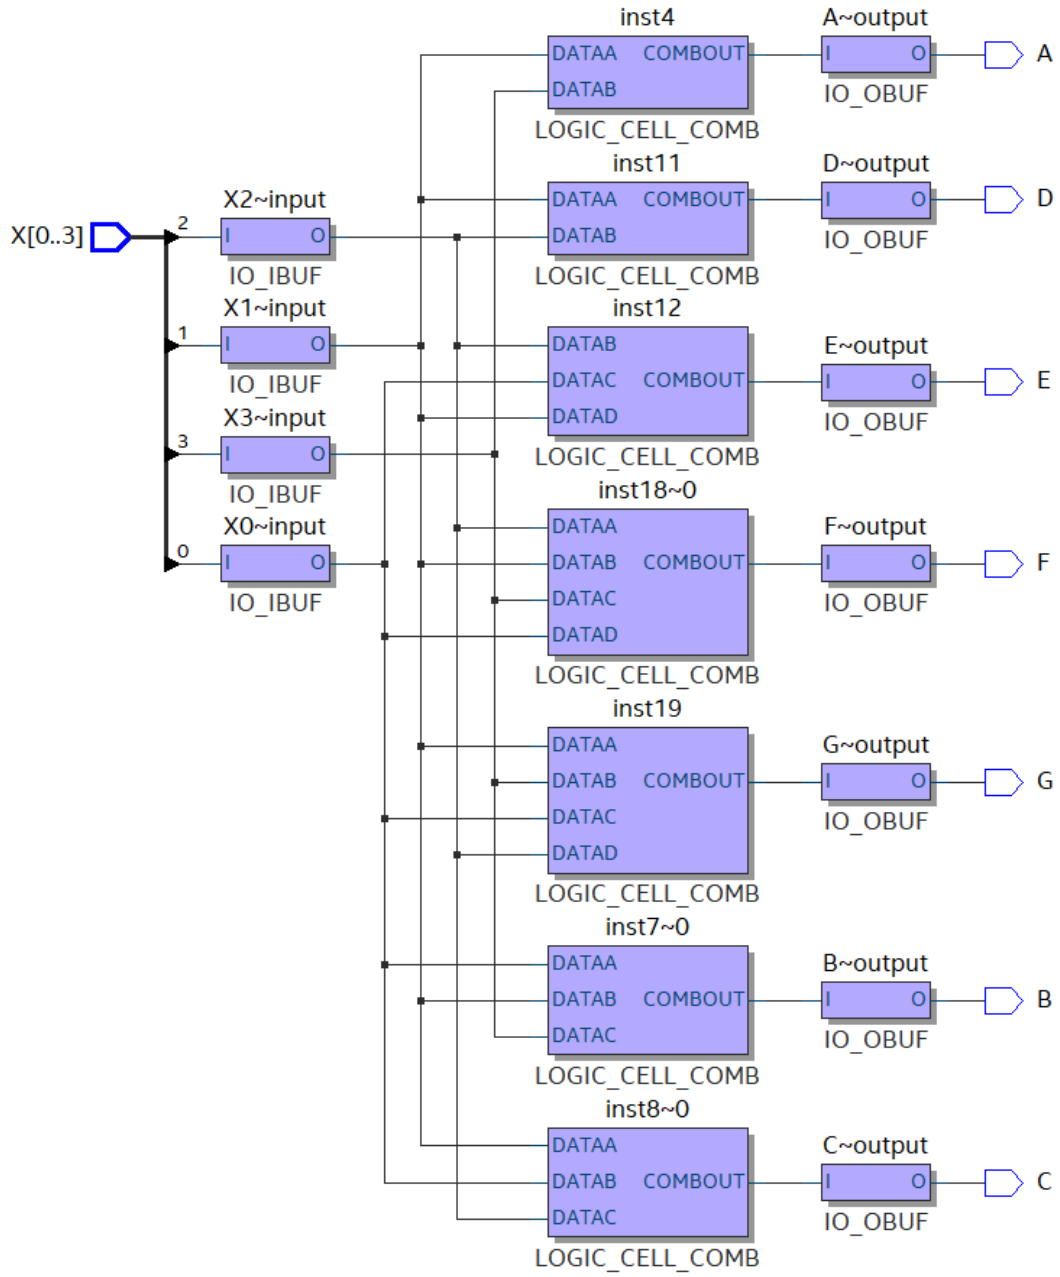 inst4
A~output
DATAA COMBOUT
I O
A
DATAB
IO_OBUF
LOGIC_CELL_COMB
inst11
D~output
X2~input
DATAA COMBOUT
I O
D
X[0..3]
2
I O
DATAB
IO_OBUF
IO_IBUF
LOGIC_CELL_COMB
X1~input
inst12
1
I O
DATAB
E~output
IO_IBUF
DATAC COMBOUT
I O
E
X3~input
DATAD
IO_OBUF
3
I O
LOGIC_CELL_COMB
IO_IBUF
inst18~0
X0~input
DATAA
F~output
0
I O
DATAB COMBOUT
I O
F
IO_IBUF
DATAC
IO_OBUF
DATAD
LOGIC_CELL_COMB
inst19
DATAA
G~output
DATAB COMBOUT
I O
G
DATAC
IO_OBUF
DATAD
LOGIC_CELL_COMB
inst7~0
DATAA
B~output
DATAB COMBOUT
I O
B
DATAC
IO_OBUF
LOGIC_CELL_COMB
inst8~0
DATAA
C~output
DATAB COMBOUT
I O
C
DATAC
IO_OBUF
LOGIC_CELL_COMB